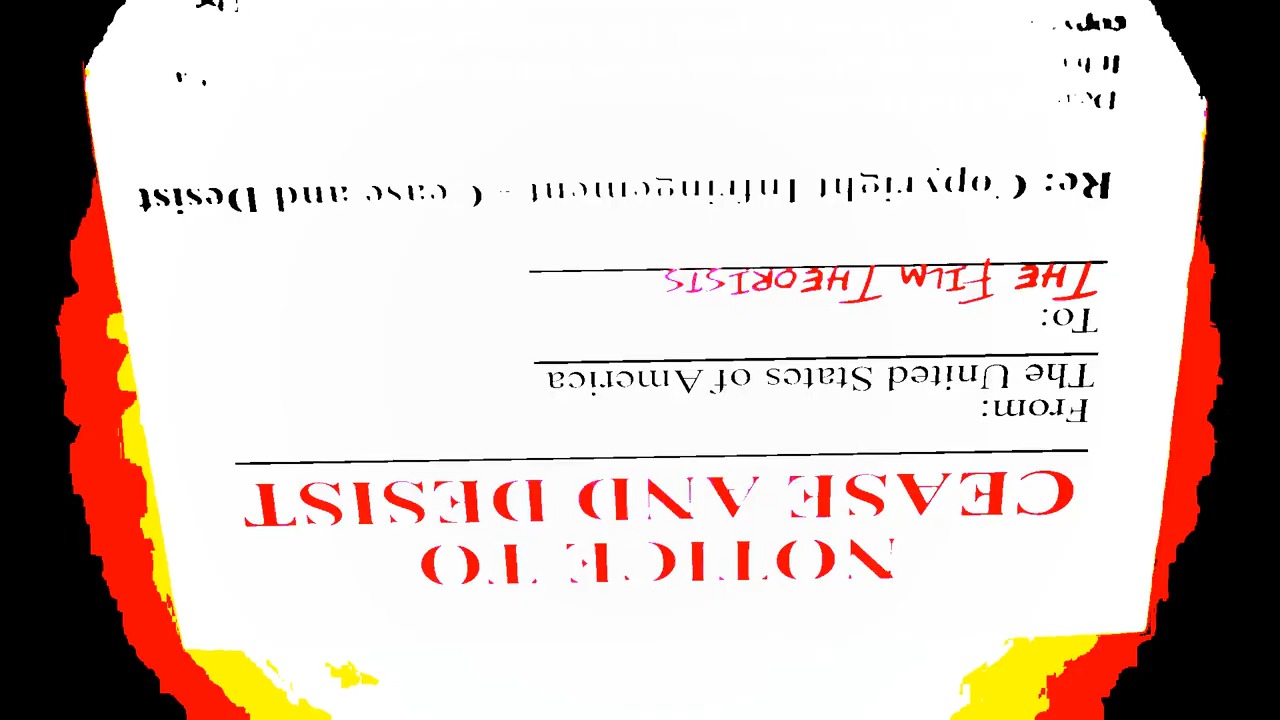 NOTICE TO
CEASE AND DESIST
From:
The United States of America
To:
THE FILM THEORISTS
Re: Copyright Infringement - Cease and Desist